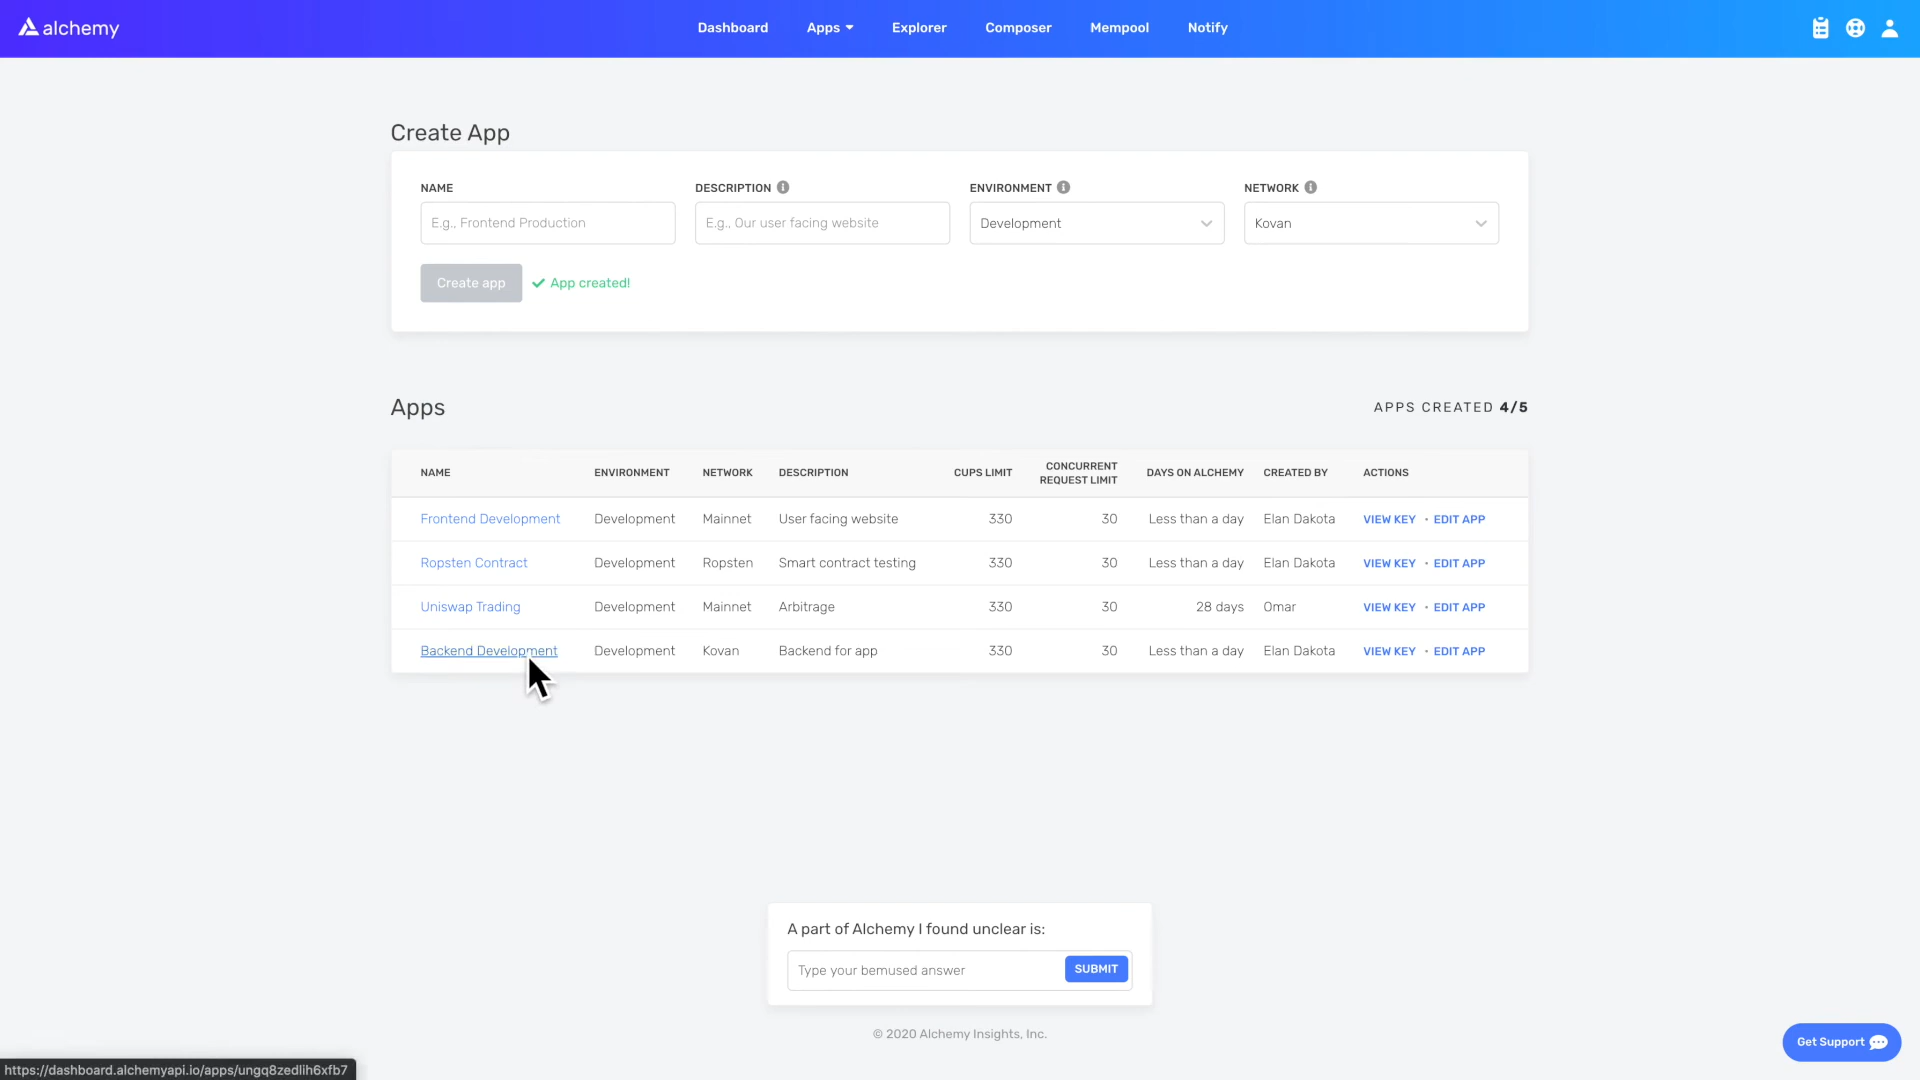 alchemy
Dashboard Apps Explorer Composer Mempool Notify
Create App
NAME DESCRIPTION ENVIRONMENT NETWORK
E.g., Frontend Production E.g., Our user facing website Development Kovan
Create app App created!
Apps APPS CREATED 4/5
NAME ENVIRONMENT NETWORK DESCRIPTION CUPS LIMIT CONCURRENT REQUEST LIMIT DAYS ON ALCHEMY CREATED BY ACTIONS
Frontend Development Development Mainnet User facing website 330 30 Less than a day Elan Dakota VIEW KEY · EDIT APP
Ropsten Contract Development Ropsten Smart contract testing 330 30 Less than a day Elan Dakota VIEW KEY · EDIT APP
Uniswap Trading Development Mainnet Arbitrage 330 30 28 days Omar VIEW KEY · EDIT APP
Backend Development Development Kovan Backend for app 330 30 Less than a day Elan Dakota VIEW KEY · EDIT APP
A part of Alchemy I found unclear is:
Type your bemused answer SUBMIT
© 2020 Alchemy Insights, Inc.
Get Support
https://dashboard.alchemyapi.io/apps/ungq8zedlih6xfb7